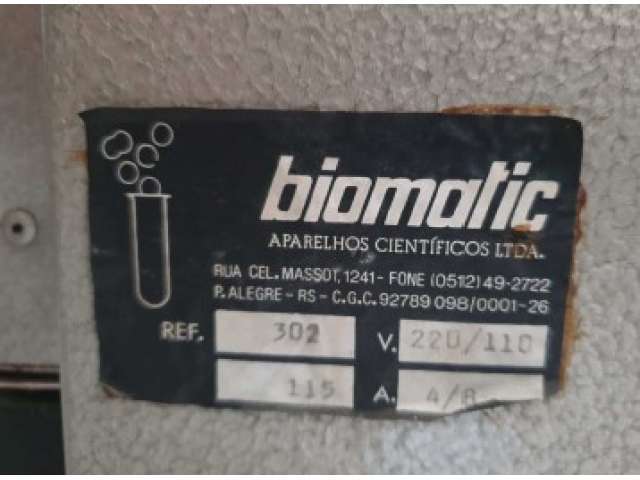 biomatic
APARELHOS CIENTÍFICOS LTDA.
RUA CEL. MASSOT, 1241 - FONE (0512) 49-2722
P. ALEGRE - RS - C.G.C. 92789 098/0001-26
REF. 302 V. 220/110
115 A. 4/8